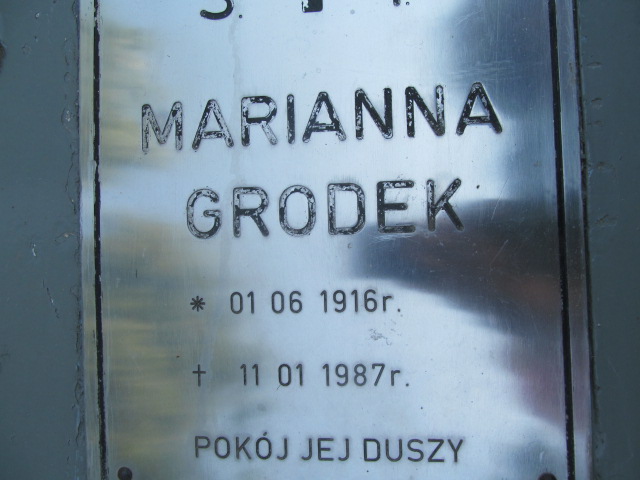 MARIANNA
GRODEK
* 01 06 1916r.
† 11 01 1987r.
POKÓJ JEJ DUSZY